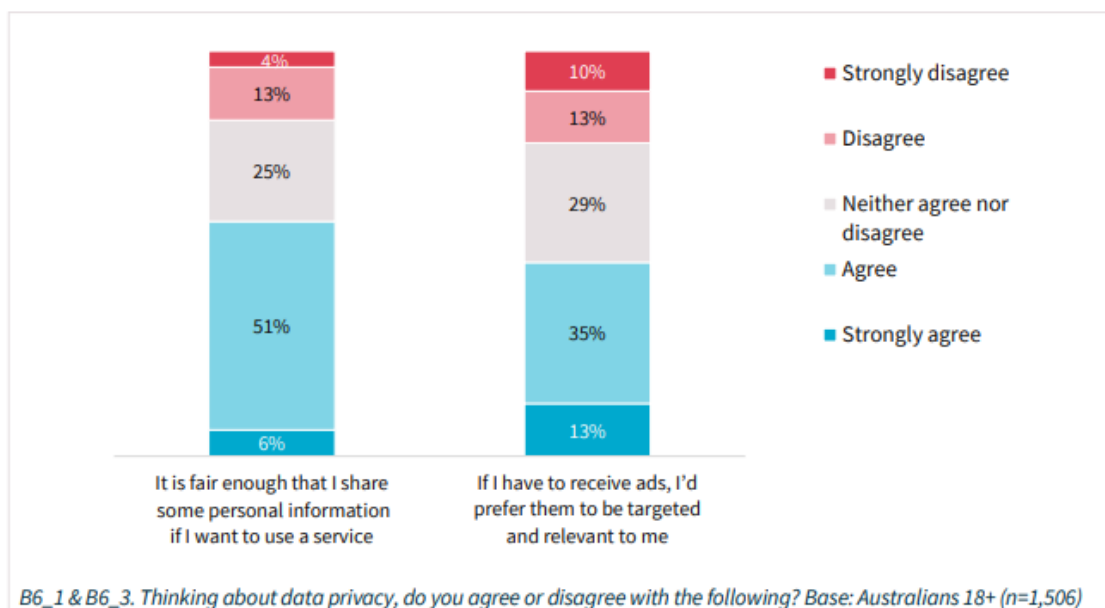 4%
13%
25%
51%
6%
10%
13%
29%
35%
13%
Strongly disagree
Disagree
Neither agree nor
disagree
Agree
Strongly agree
It is fair enough that I share
some personal information
if I want to use a service
If I have to receive ads, I’d
prefer them to be targeted
and relevant to me
B6_1 & B6_3. Thinking about data privacy, do you agree or disagree with the following? Base: Australians 18+ (n=1,506)